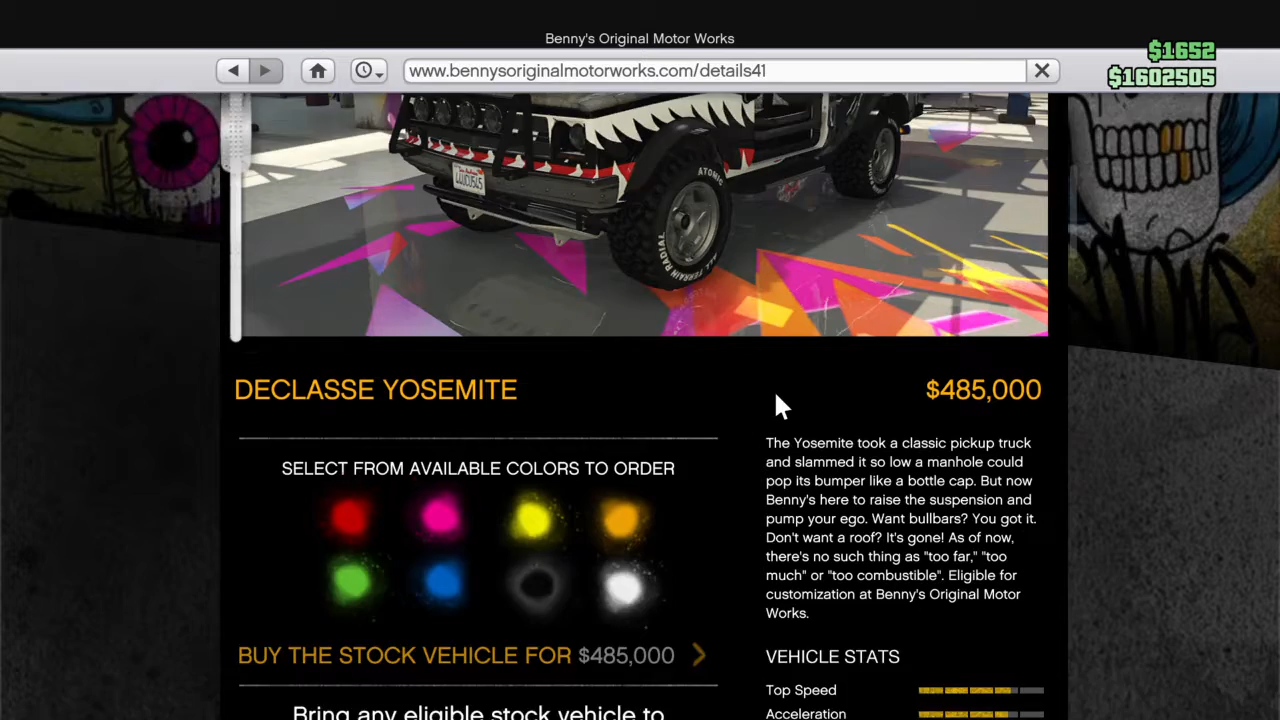 Benny's Original Motor Works
www.bennysoriginalmotorworks.com/details41
$1652
$1602505
ATOMIC
ALL TERRAIN RADIAL
DECLASSE YOSEMITE
$485,000
SELECT FROM AVAILABLE COLORS TO ORDER
BUY THE STOCK VEHICLE FOR $485,000
Bring any eligible stock vehicle to
The Yosemite took a classic pickup truck
and slammed it so low a manhole could
pop its bumper like a bottle cap. But now
Benny's here to raise the suspension and
pump your ego. Want bullbars? You got it.
Don't want a roof? It's gone! As of now,
there's no such thing as "too far," "too
much" or "too combustible". Eligible for
customization at Benny's Original Motor
Works.
VEHICLE STATS
Top Speed
Acceleration